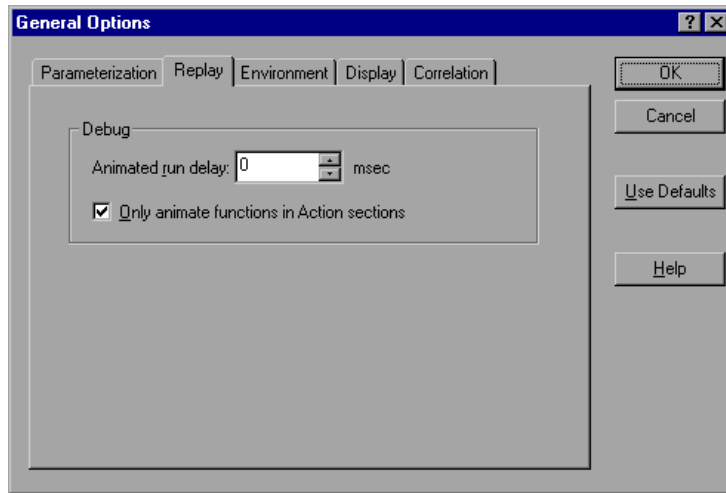 General Options
Parameterization Replay Environment Display Correlation
OK
Cancel
Use Defaults
Help
Debug
Animated run delay: 0 msec
Only animate functions in Action sections